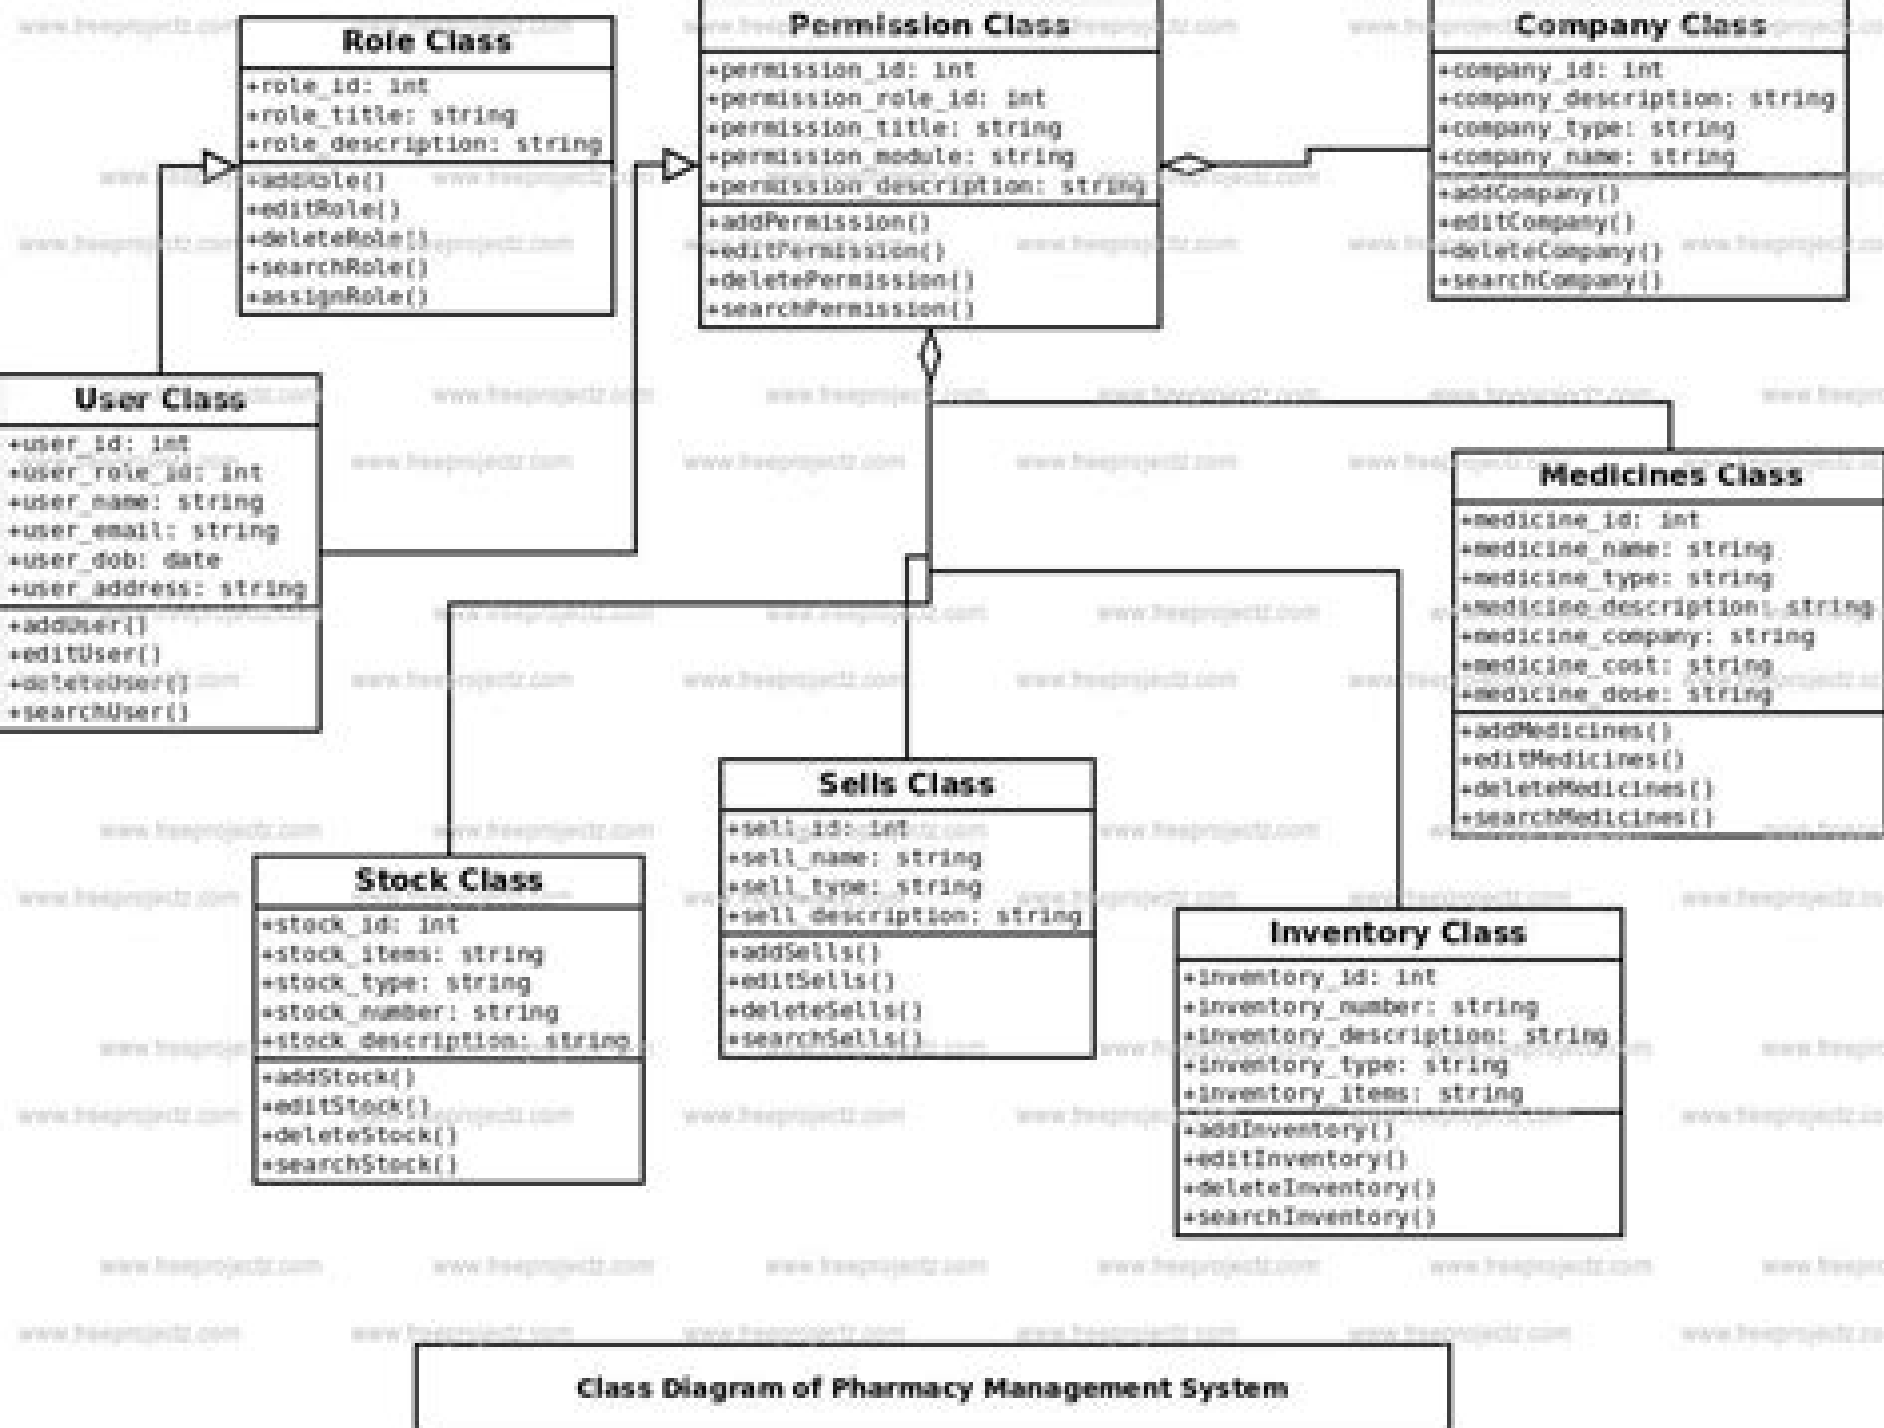 Role Class
+role_id: int
+role_title: string
+role_description: string
+addRole()
+editRole()
+deleteRole()
+searchRole()
+assignRole()
Permission Class
+permission_id: int
+permission_role_id: int
+permission_title: string
+permission_module: string
+permission_description: string
+addPermission()
+editPermission()
+deletePermission()
+searchPermission()
Company Class
+company_id: int
+company_description: string
+company_type: string
+company_name: string
+addCompany()
+editCompany()
+deleteCompany()
+searchCompany()
User Class
+user_id: int
+user_role_id: int
+user_name: string
+user_email: string
+user_dob: date
+user_address: string
+addUser()
+editUser()
+deleteUser()
+searchUser()
Medicines Class
+medicine_id: int
+medicine_name: string
+medicine_type: string
+medicine_description: string
+medicine_company: string
+medicine_cost: string
+medicine_dose: string
+addMedicines()
+editMedicines()
+deleteMedicines()
+searchMedicines()
Stock Class
+stock_id: int
+stock_items: string
+stock_type: string
+stock_number: string
+stock_description: string
+addStock()
+editStock()
+deleteStock()
+searchStock()
Sells Class
+sell_id: int
+sell_name: string
+sell_type: string
+sell_description: string
+addSells()
+editSells()
+deleteSells()
+searchSells()
Inventory Class
+inventory_id: int
+inventory_number: string
+inventory_description: string
+inventory_type: string
+inventory_items: string
+addInventory()
+editInventory()
+deleteInventory()
+searchInventory()
Class Diagram of Pharmacy Management System
www.freeprojectz.com